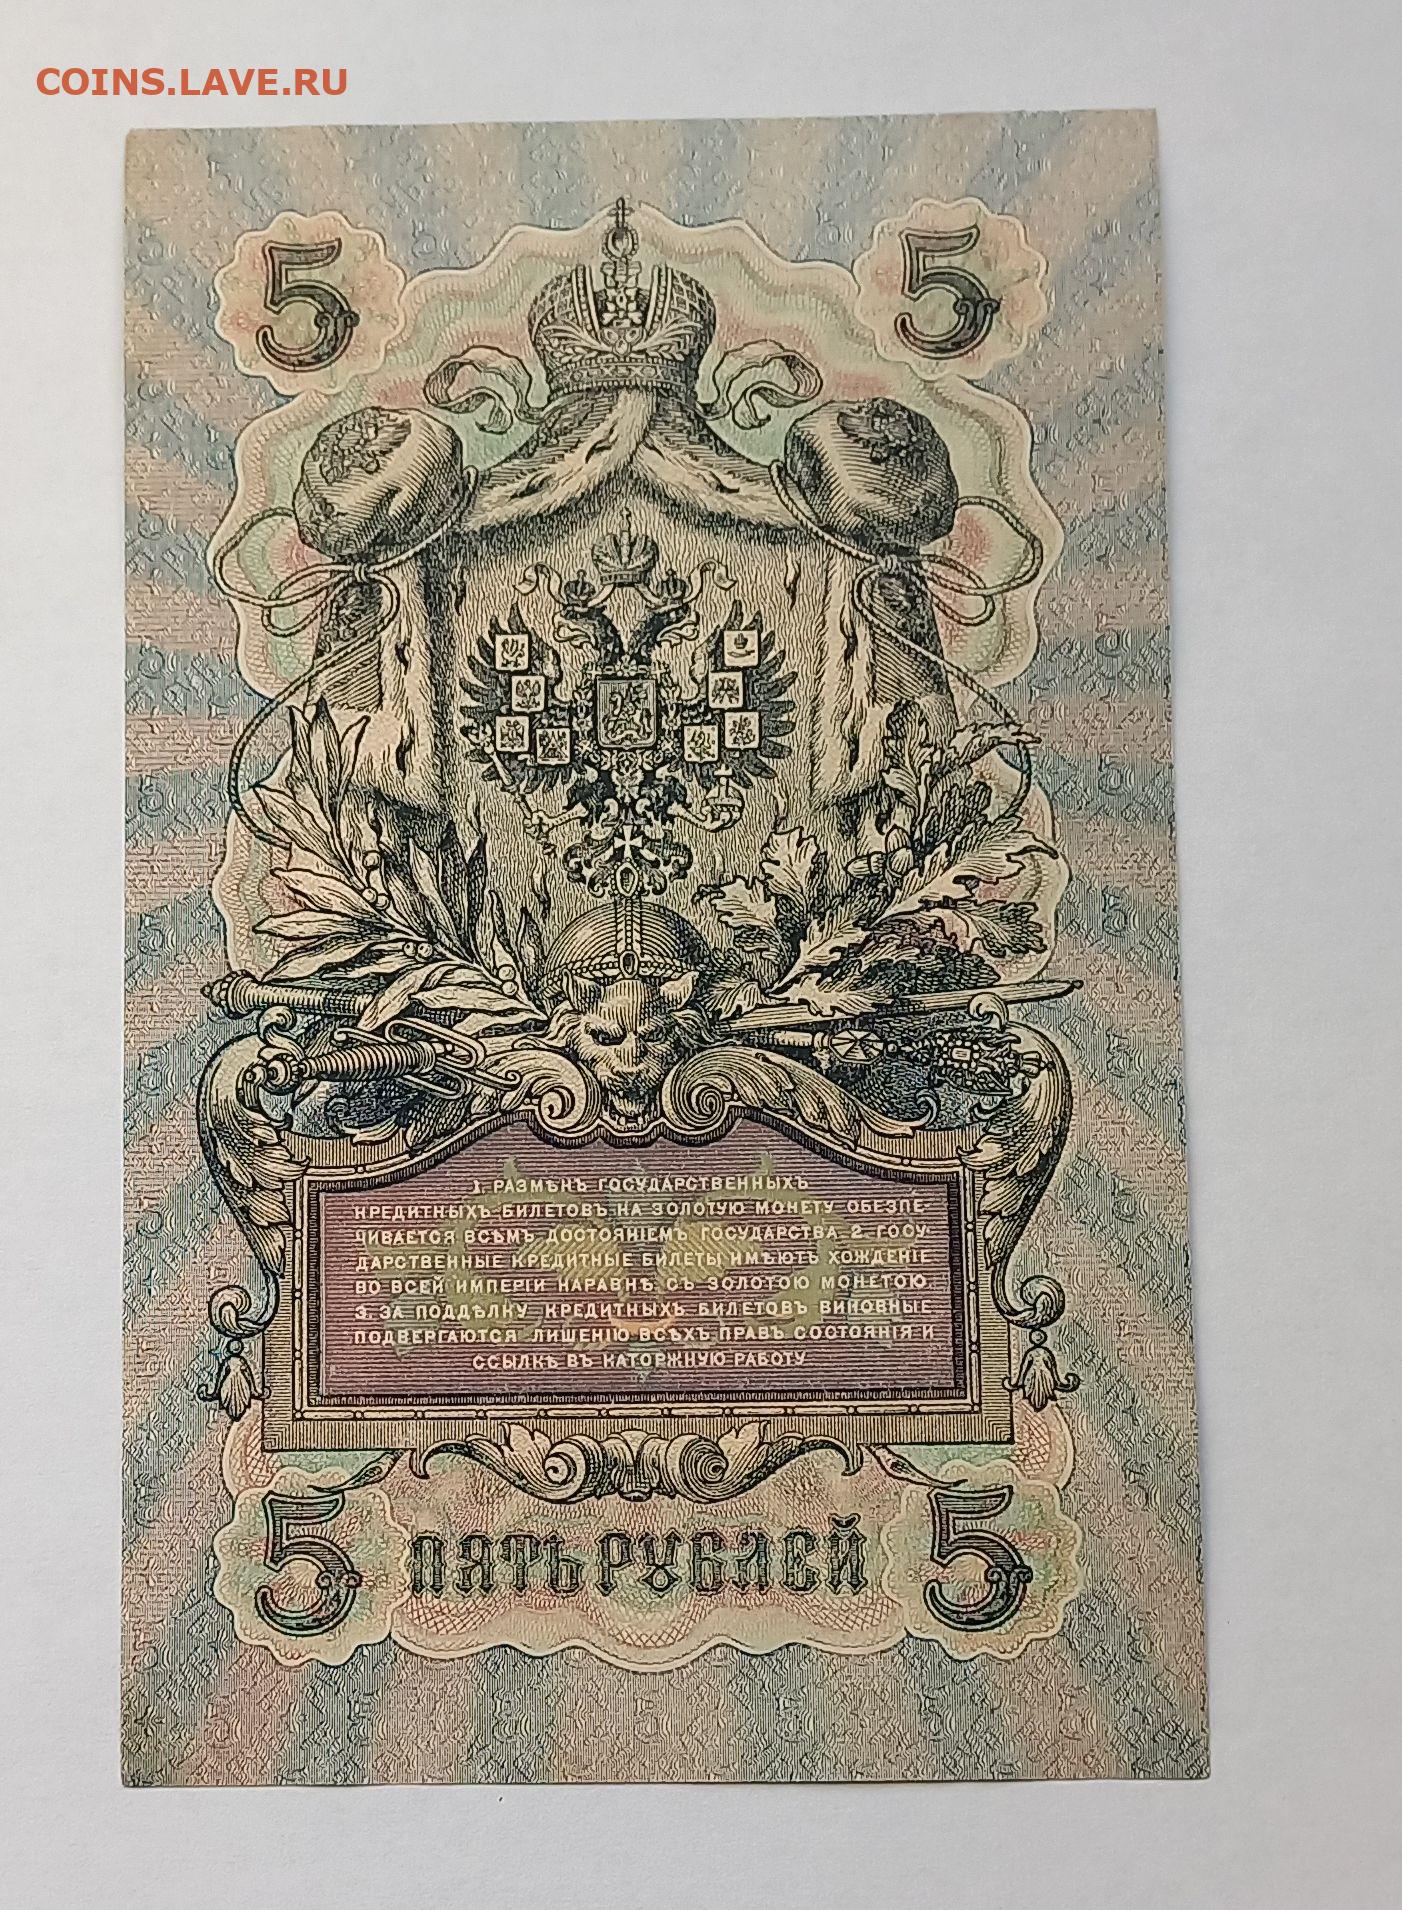 COINS.LAVE.RU
5 5
1. РАЗМѢНЪ ГОСУДАРСТВЕННЫХЪ
КРЕДИТНЫХЪ БИЛЕТОВЪ НА ЗОЛОТУЮ МОНЕТУ ОБЕЗПЕ-
ЧИВАЕТСЯ ВСѢМЪ ДОСТОЯНІЕМЪ ГОСУДАРСТВА. 2. ГОСУ-
ДАРСТВЕННЫЕ КРЕДИТНЫЕ БИЛЕТЫ ИМѢЮТЪ ХОЖДЕНІЕ
ВО ВСЕЙ ИМПЕРІИ НАРАВНѢ СЪ ЗОЛОТОЮ МОНЕТОЮ.
3. ЗА ПОДДѢЛКУ КРЕДИТНЫХЪ БИЛЕТОВЪ ВИНОВНЫЕ
ПОДВЕРГАЮТСЯ ЛИШЕНІЮ ВСѢХЪ ПРАВЪ СОСТОЯНІЯ И
ССЫЛКѢ ВЪ КАТОРЖНУЮ РАБОТУ
5 ПЯТЬ РУБЛЕЙ 5